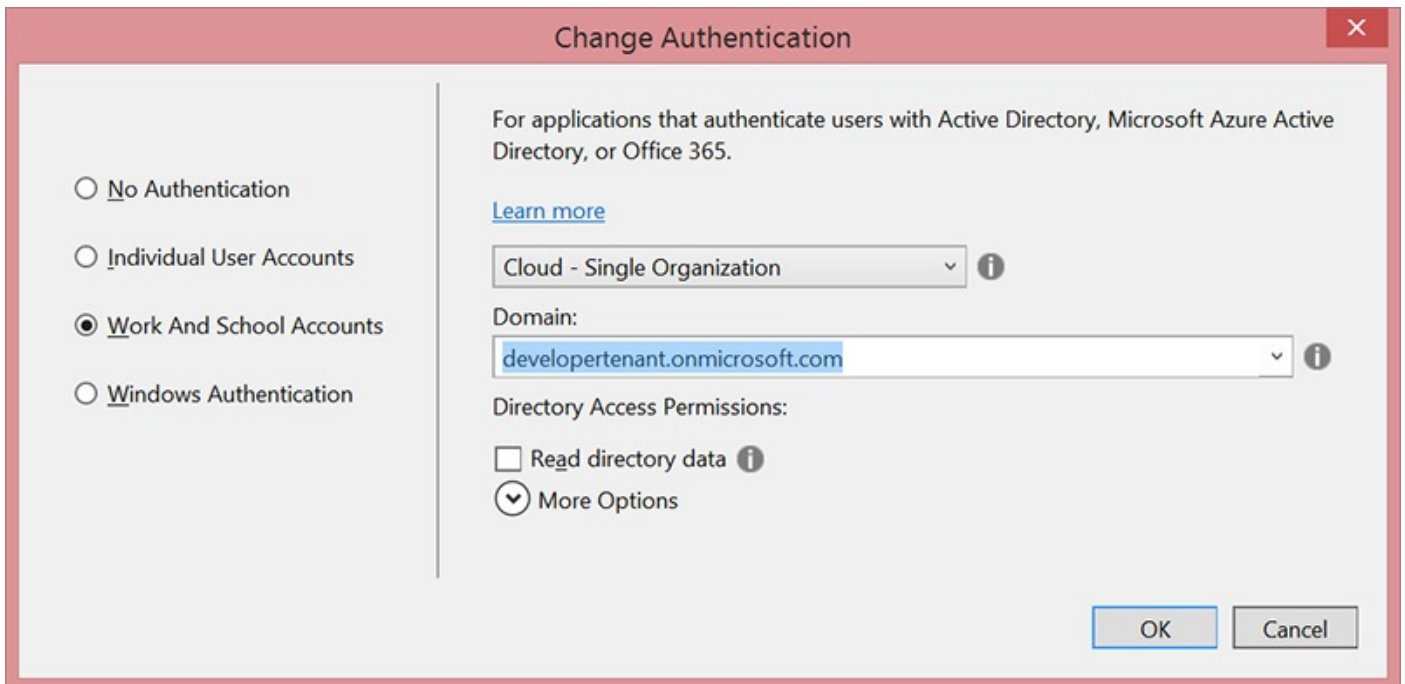 Change Authentication
No Authentication
Individual User Accounts
Work And School Accounts
Windows Authentication
For applications that authenticate users with Active Directory, Microsoft Azure Active
Directory, or Office 365.
Learn more
Cloud - Single Organization
Domain:
developertenant.onmicrosoft.com
Directory Access Permissions:
Read directory data
More Options
OK
Cancel